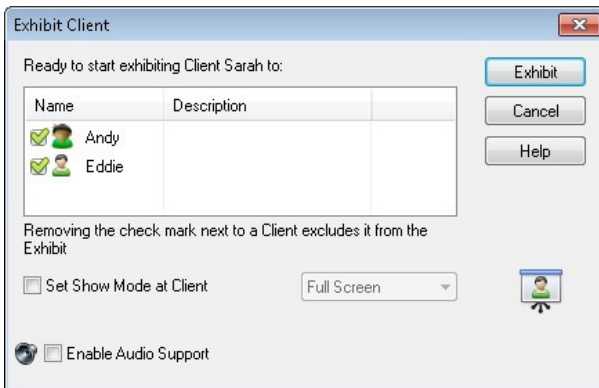 Exhibit Client
Ready to start exhibiting Client Sarah to:
Exhibit
Name Description
Cancel
Andy
Help
Eddie
Removing the check mark next to a Client excludes it from the
Exhibit
Set Show Mode at Client Full Screen
Enable Audio Support